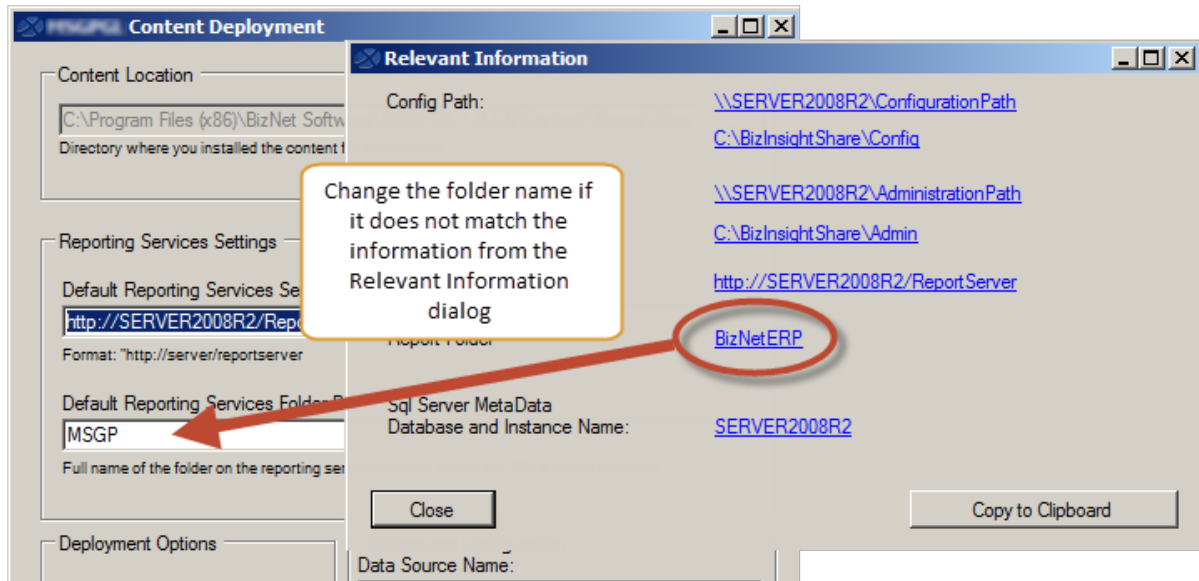 Content Deployment
Relevant Information
Content Location
C:\Program Files (x86)\BizNet Softw
Directory where you installed the content f
Config Path:
\\SERVER2008R2\ConfigurationPath
C:\BizInsightShare\Config
\\SERVER2008R2\AdministrationPath
C:\BizInsightShare\Admin
http://SERVER2008R2/ReportServer
Change the folder name if
it does not match the
information from the
Relevant Information
dialog
Report Folder
BizNetERP
Sql Server MetaData
Database and Instance Name:
SERVER2008R2
Reporting Services Settings
Default Reporting Services Se
http://SERVER2008R2/Repo
Format: "http://server/reportserver
Default Reporting Services Folder
MSGP
Full name of the folder on the reporting ser
Close
Copy to Clipboard
Deployment Options
Data Source Name: